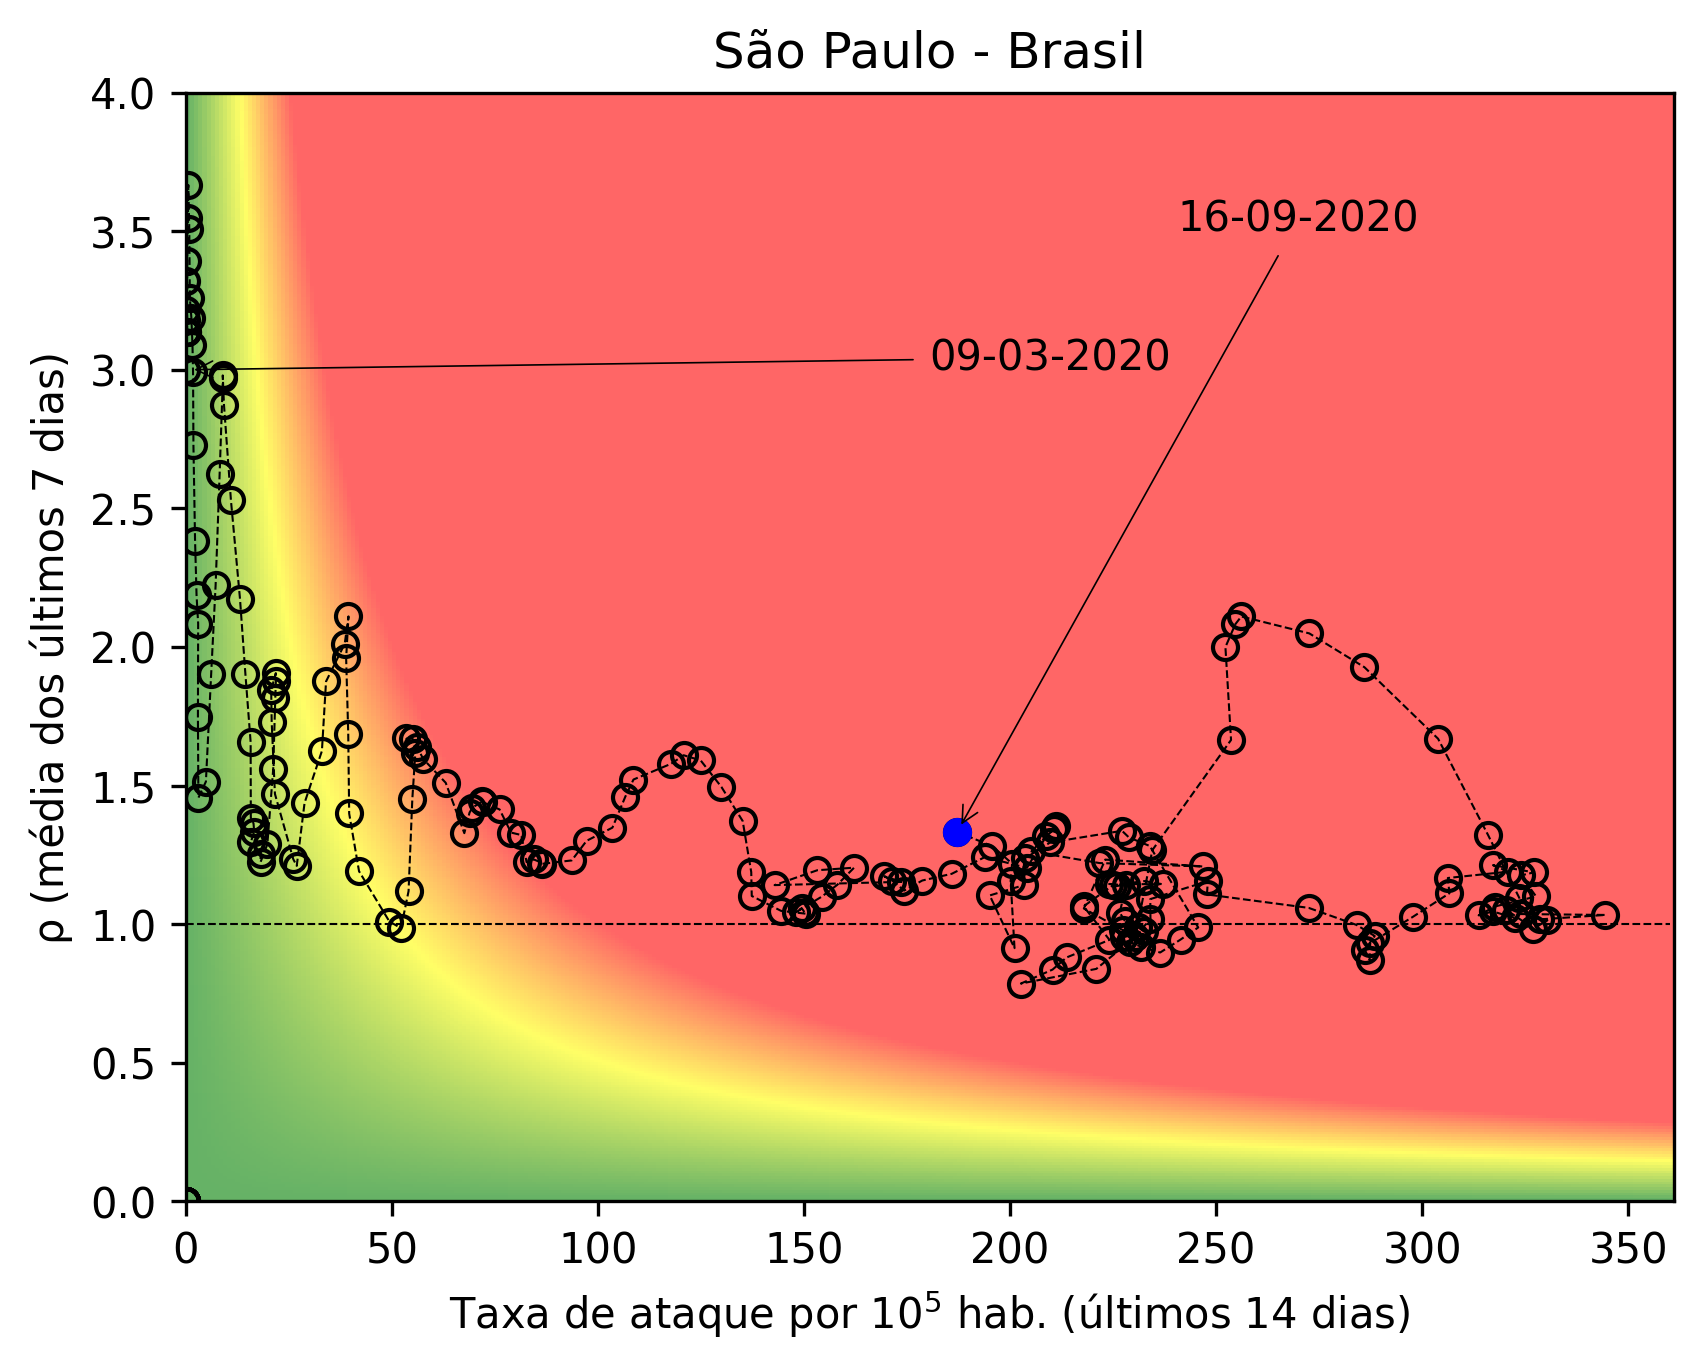 São Paulo - Brasil
4.0
3.5
3.0
2.5
2.0
1.5
1.0
0.5
0.0
ρ (média dos últimos 7 dias)
16-09-2020
09-03-2020
0 50 100 150 200 250 300 350
Taxa de ataque por 10⁵ hab. (últimos 14 dias)